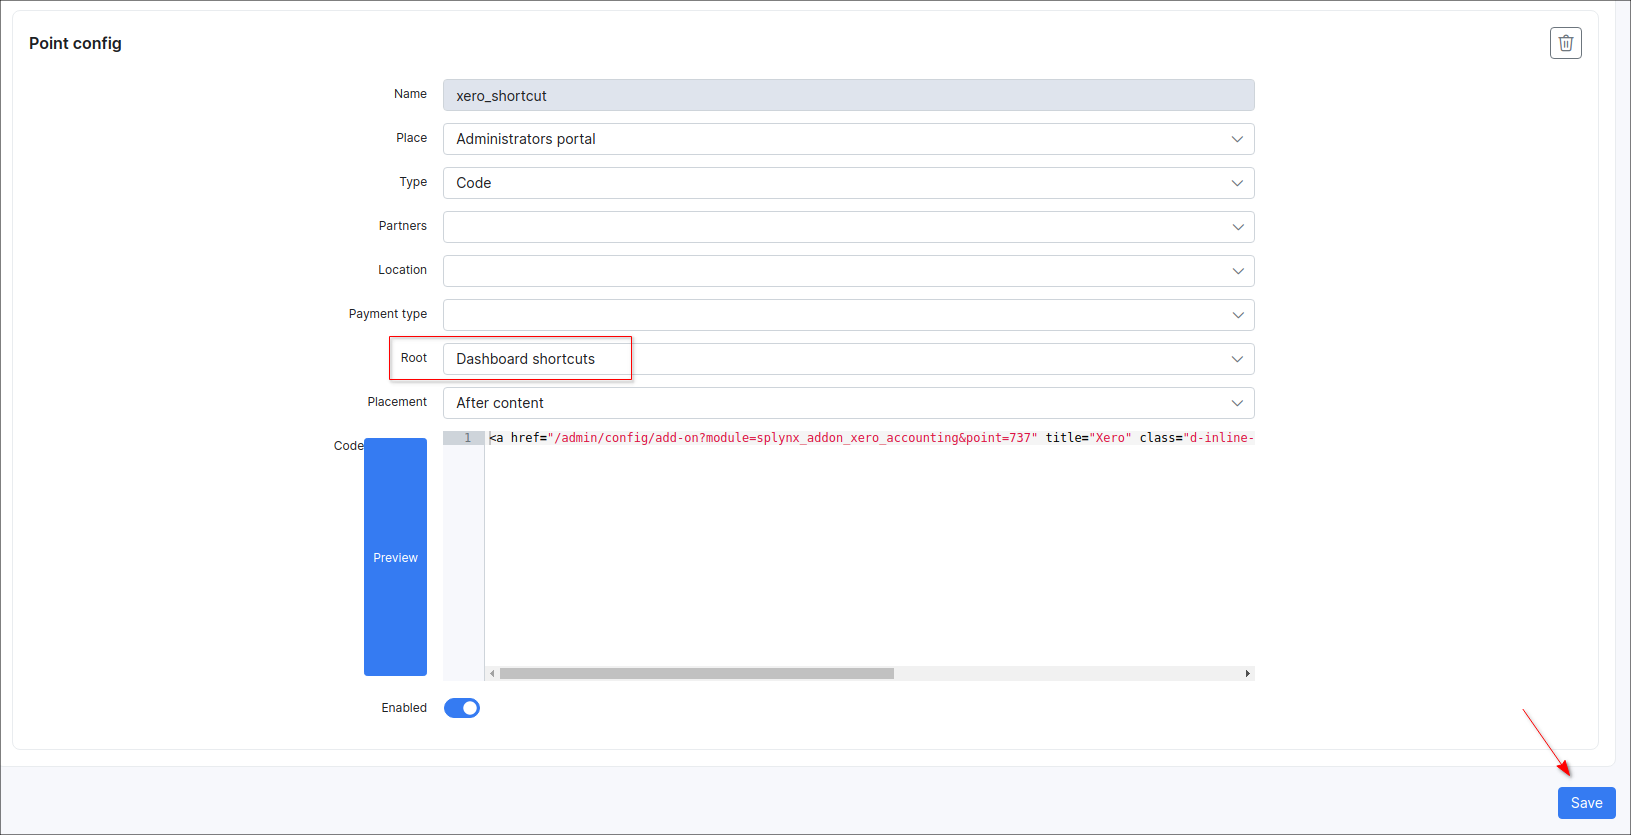 Point config
Name xero_shortcut
Place Administrators portal
Type Code
Partners
Location
Payment type
Root Dashboard shortcuts
Placement After content
Code
1 <a href="/admin/config/add-on?module=splynx_addon_xero_accounting&point=737" title="Xero" class="d-inline-
Preview
Enabled
Save